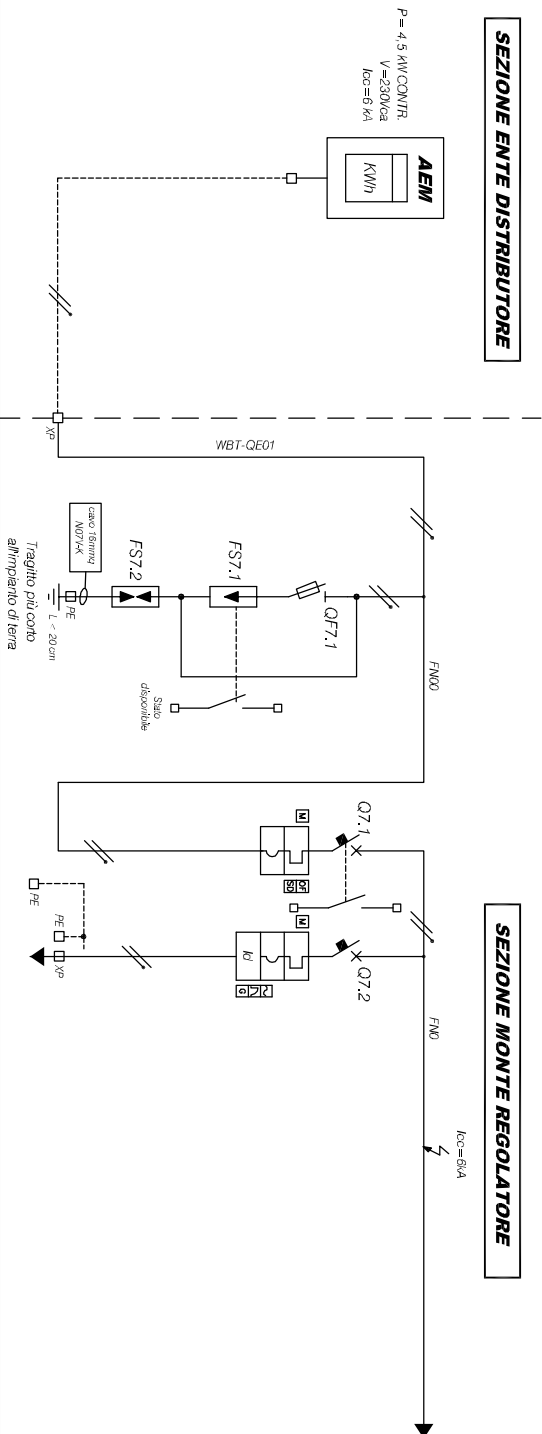 SEZIONE ENTE DISTRIBUTORE
AEM
KWh
P = 4,5 kW CONTR.
V=230Vca
Icc=6 kA
XP
WBT-QE01
FN00
QF7.1
FS7.1
FS7.2
Stato
disponibile
cavo 16mmq
N07V-K
PE
L < 20 cm
Tragitto più corto
all'impianto di terra
SEZIONE MONTE REGOLATORE
Q7.1
M
OF
SD
Q7.2
M
Id
G
FN0
Icc=6kA
PE
PE
XP